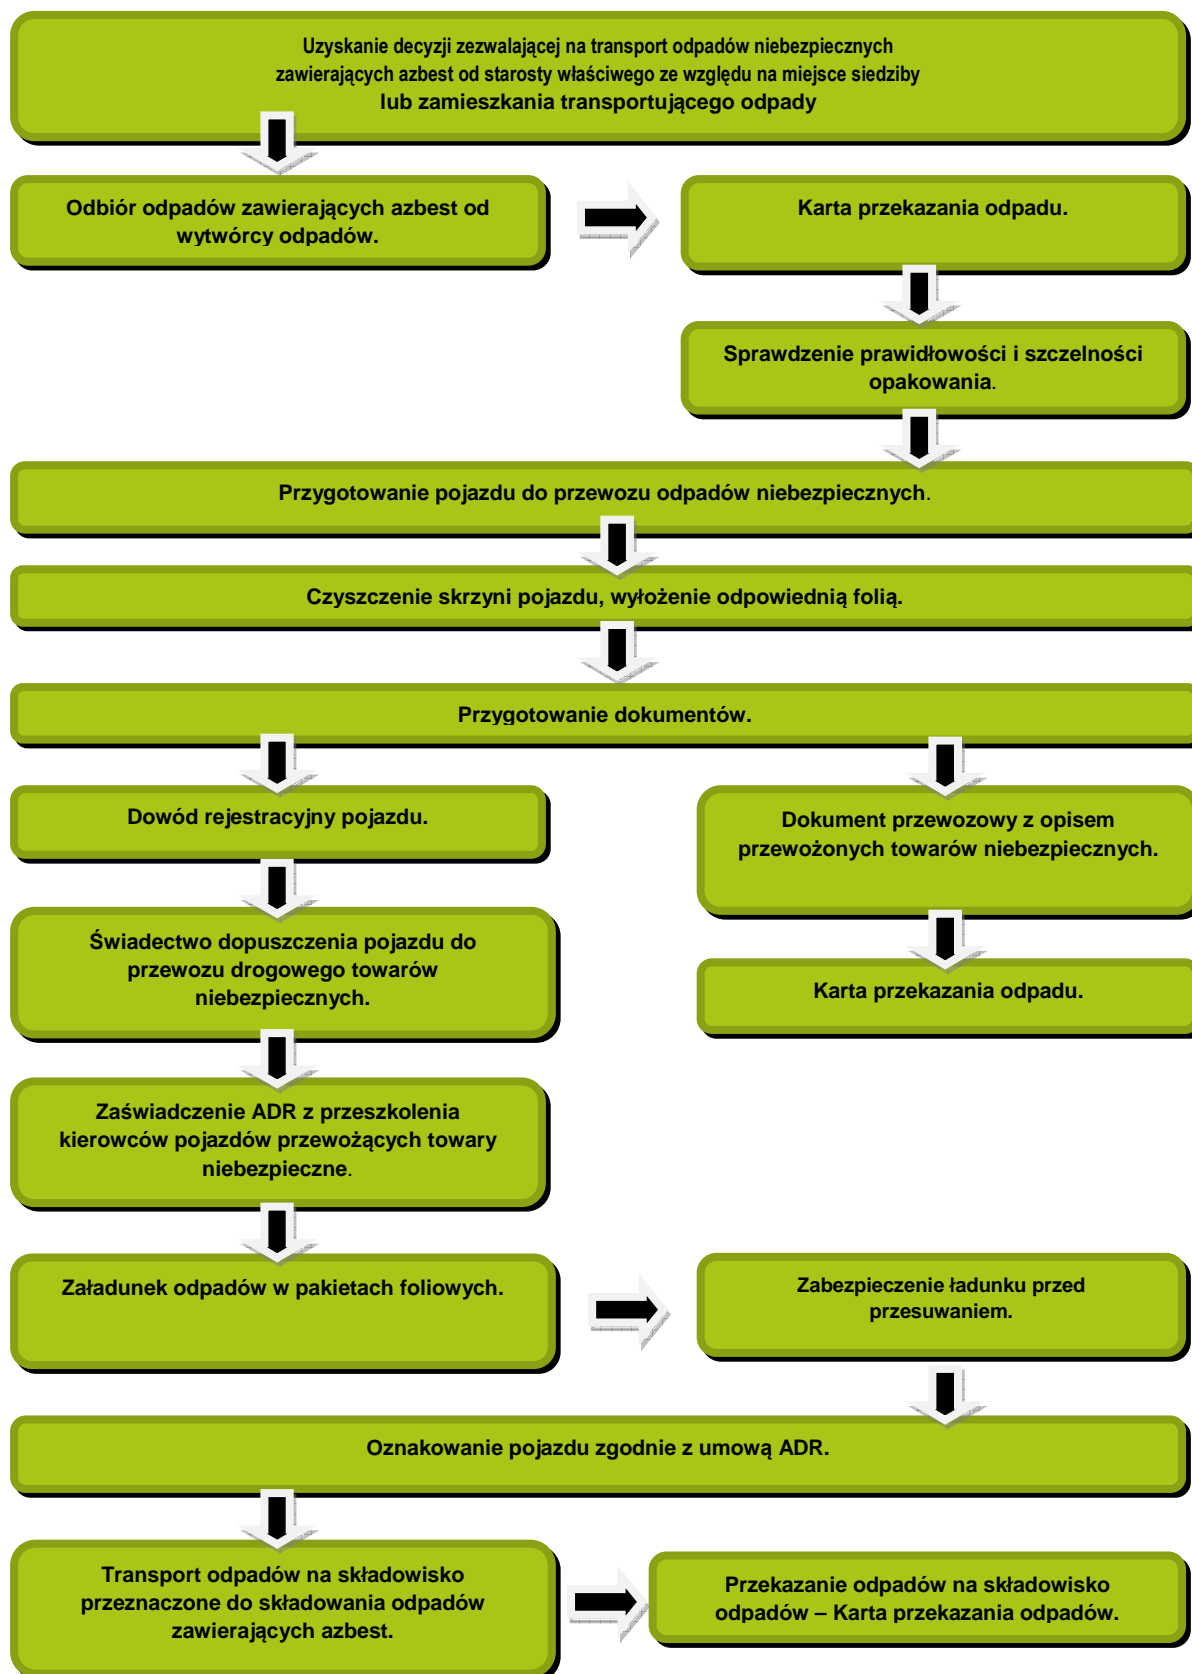 Uzyskanie decyzji zezwalającej na transport odpadów niebezpiecznych
zawierających azbest od starosty właściwego ze względu na miejsce siedziby
lub zamieszkania transportującego odpady
Odbiór odpadów zawierających azbest od
wytwórcy odpadów.
Karta przekazania odpadu.
Sprawdzenie prawidłowości i szczelności
opakowania.
Przygotowanie pojazdu do przewozu odpadów niebezpiecznych.
Czyszczenie skrzyni pojazdu, wyłożenie odpowiednią folią.
Przygotowanie dokumentów.
Dowód rejestracyjny pojazdu.
Dokument przewozowy z opisem
przewożonych towarów niebezpiecznych.
Świadectwo dopuszczenia pojazdu do
przewozu drogowego towarów
niebezpiecznych.
Karta przekazania odpadu.
Zaświadczenie ADR z przeszkolenia
kierowców pojazdów przewożących towary
niebezpieczne.
Załadunek odpadów w pakietach foliowych.
Zabezpieczenie ładunku przed
przesuwaniem.
Oznakowanie pojazdu zgodnie z umową ADR.
Transport odpadów na składowisko
przeznaczone do składowania odpadów
zawierających azbest.
Przekazanie odpadów na składowisko
odpadów – Karta przekazania odpadów.